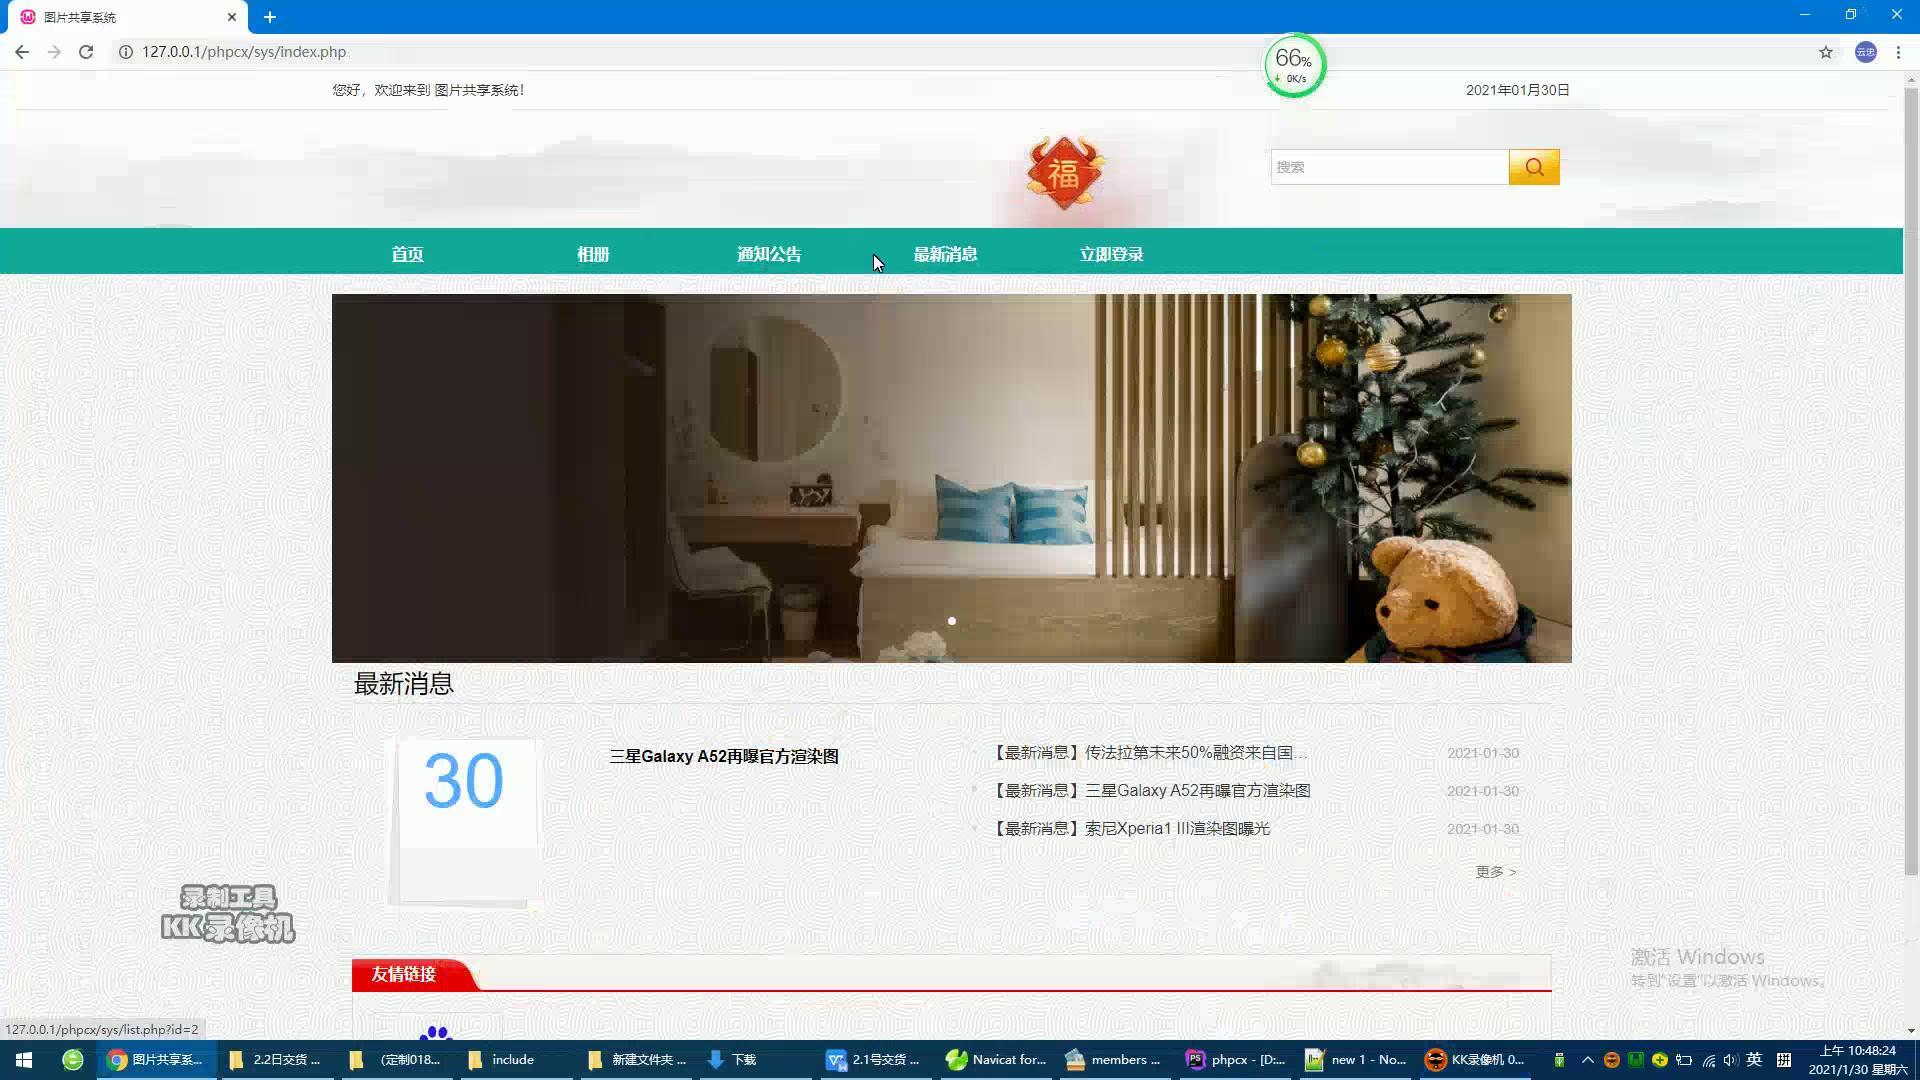 图片共享系统
127.0.0.1/phpcx/sys/index.php
云忠
66%
0K/s
您好，欢迎来到 图片共享系统！
2021年01月30日
福
搜索
首页 相册 通知公告 最新消息 立即登录
最新消息
30
三星Galaxy A52再曝官方渲染图
【最新消息】传法拉第未来50%融资来自国... 2021-01-30
【最新消息】三星Galaxy A52再曝官方渲染图 2021-01-30
【最新消息】索尼Xperia1 III渲染图曝光 2021-01-30
更多 >
录制工具
KK录像机
友情链接
激活 Windows
转到"设置"以激活 Windows。
127.0.0.1/phpcx/sys/list.php?id=2
图片共享系... 2.2日交货 ... (定制018... include 新建文件夹 ... 下载 2.1号交货 ... Navicat for... members ... phpcx - [D:... new 1 - No... KK录像机 0... 英 拼
上午 10:48:24
2021/1/30 星期六